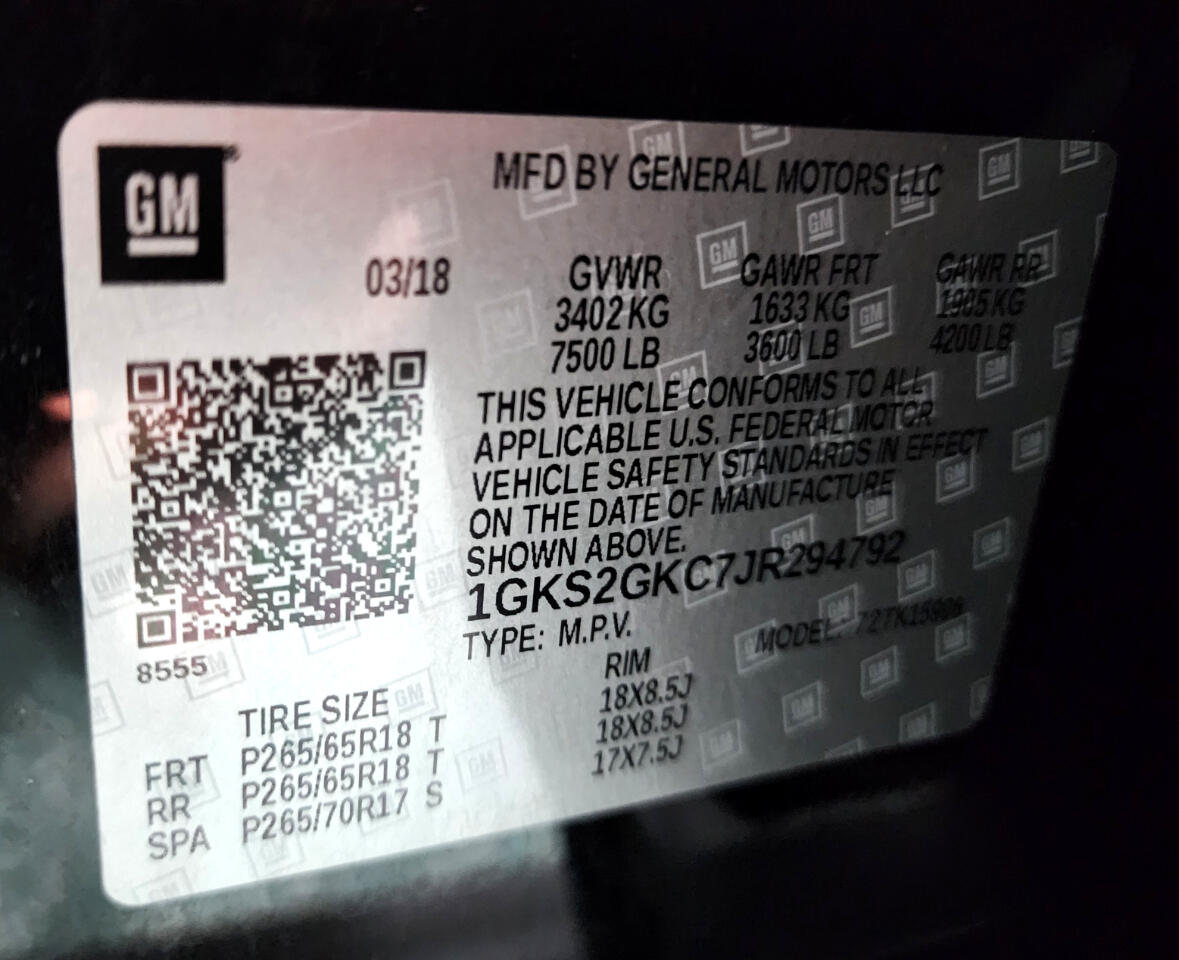 GM
MFD BY GENERAL MOTORS LLC
03/18 GVWR GAWR FRT GAWR RR
3402 KG 1633 KG 1905 KG
7500 LB 3600 LB 4200 LB
THIS VEHICLE CONFORMS TO ALL
APPLICABLE U.S. FEDERAL MOTOR
VEHICLE SAFETY STANDARDS IN EFFECT
ON THE DATE OF MANUFACTURE
SHOWN ABOVE.
1GKS2GKC7JR294792
TYPE: M.P.V. MODEL:
8555
TIRE SIZE RIM
FRT P265/65R18 T 18X8.5J
RR P265/65R18 T 18X8.5J
SPA P265/70R17 S 17X7.5J